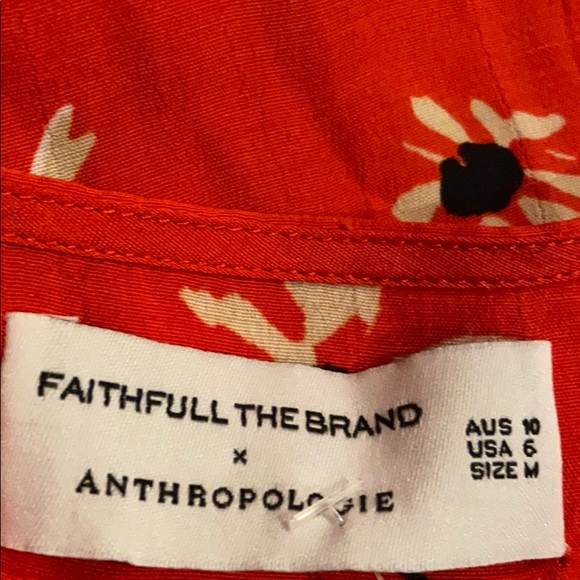 FAITHFULL THE BRAND
×
ANTHROPOLOGIE
AUS 10
USA 6
SIZE M